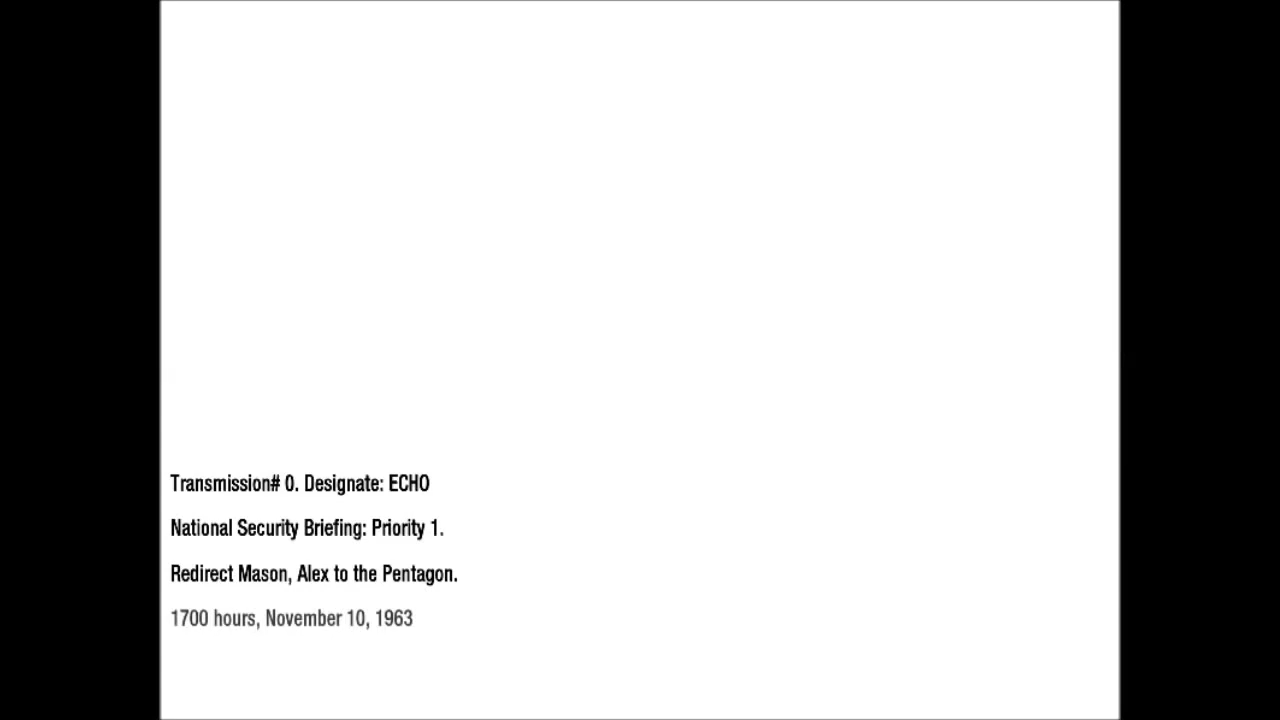 Transmission# 0. Designate: ECHO
National Security Briefing: Priority 1.
Redirect Mason, Alex to the Pentagon.
1700 hours, November 10, 1963